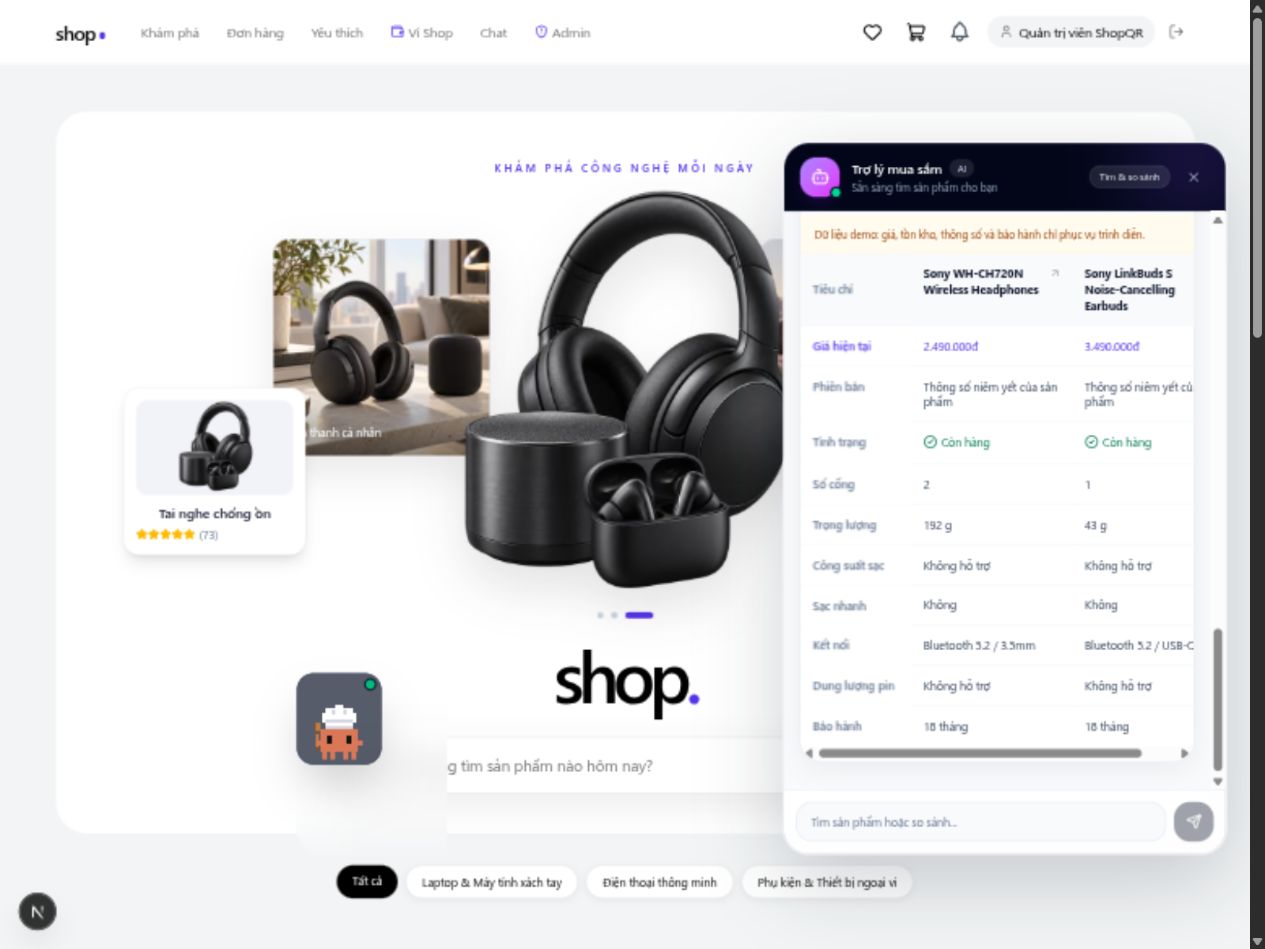 shop
Khám phá
Đơn hàng
Yêu thích
Ví Shop
Chat
Admin
Quản trị viên ShopQR
KHÁM PHÁ CÔNG NGHỆ MỖI NGÀY
thanh cá nhân
Tai nghe chống ồn
(73)
shop.
g tìm sản phẩm nào hôm nay?
Tất cả
Laptop & Máy tính xách tay
Điện thoại thông minh
Phụ kiện & Thiết bị ngoại vi
N
Trợ lý mua sắm AI
Sẵn sàng tìm sản phẩm cho bạn
Tìm & so sánh
Dữ liệu demo: giá, tồn kho, thông số và bảo hành chỉ phục vụ trình diễn.
Tiêu chí
Sony WH-CH720N
Wireless Headphones
Sony LinkBuds S
Noise-Cancelling
Earbuds
Giá hiện tại 2.490.000đ 3.490.000đ
Phiên bản
Thông số niêm yết của sản
phẩm
Thông số niêm yết củ
phẩm
Tình trạng Còn hàng Còn hàng
Số cổng 2 1
Trọng lượng 192 g 43 g
Công suất sạc Không hỗ trợ Không hỗ trợ
Sạc nhanh Không Không
Kết nối Bluetooth 5.2 / 3.5mm Bluetooth 5.2 / USB-C
Dung lượng pin Không hỗ trợ Không hỗ trợ
Bảo hành 18 tháng 18 tháng
Tìm sản phẩm hoặc so sánh...